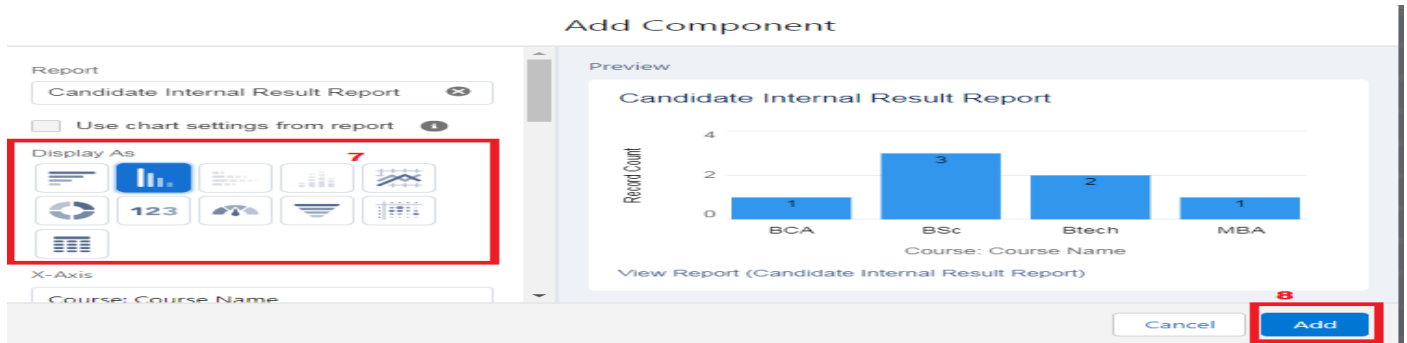 Add Component
Report
Candidate Internal Result Report
Use chart settings from report
Display As
7
123
X-Axis
Course: Course Name
Preview
Candidate Internal Result Report
4
2
0
Record Count
1
3
2
1
BCA
BSc
Btech
MBA
Course: Course Name
View Report (Candidate Internal Result Report)
8
Cancel
Add